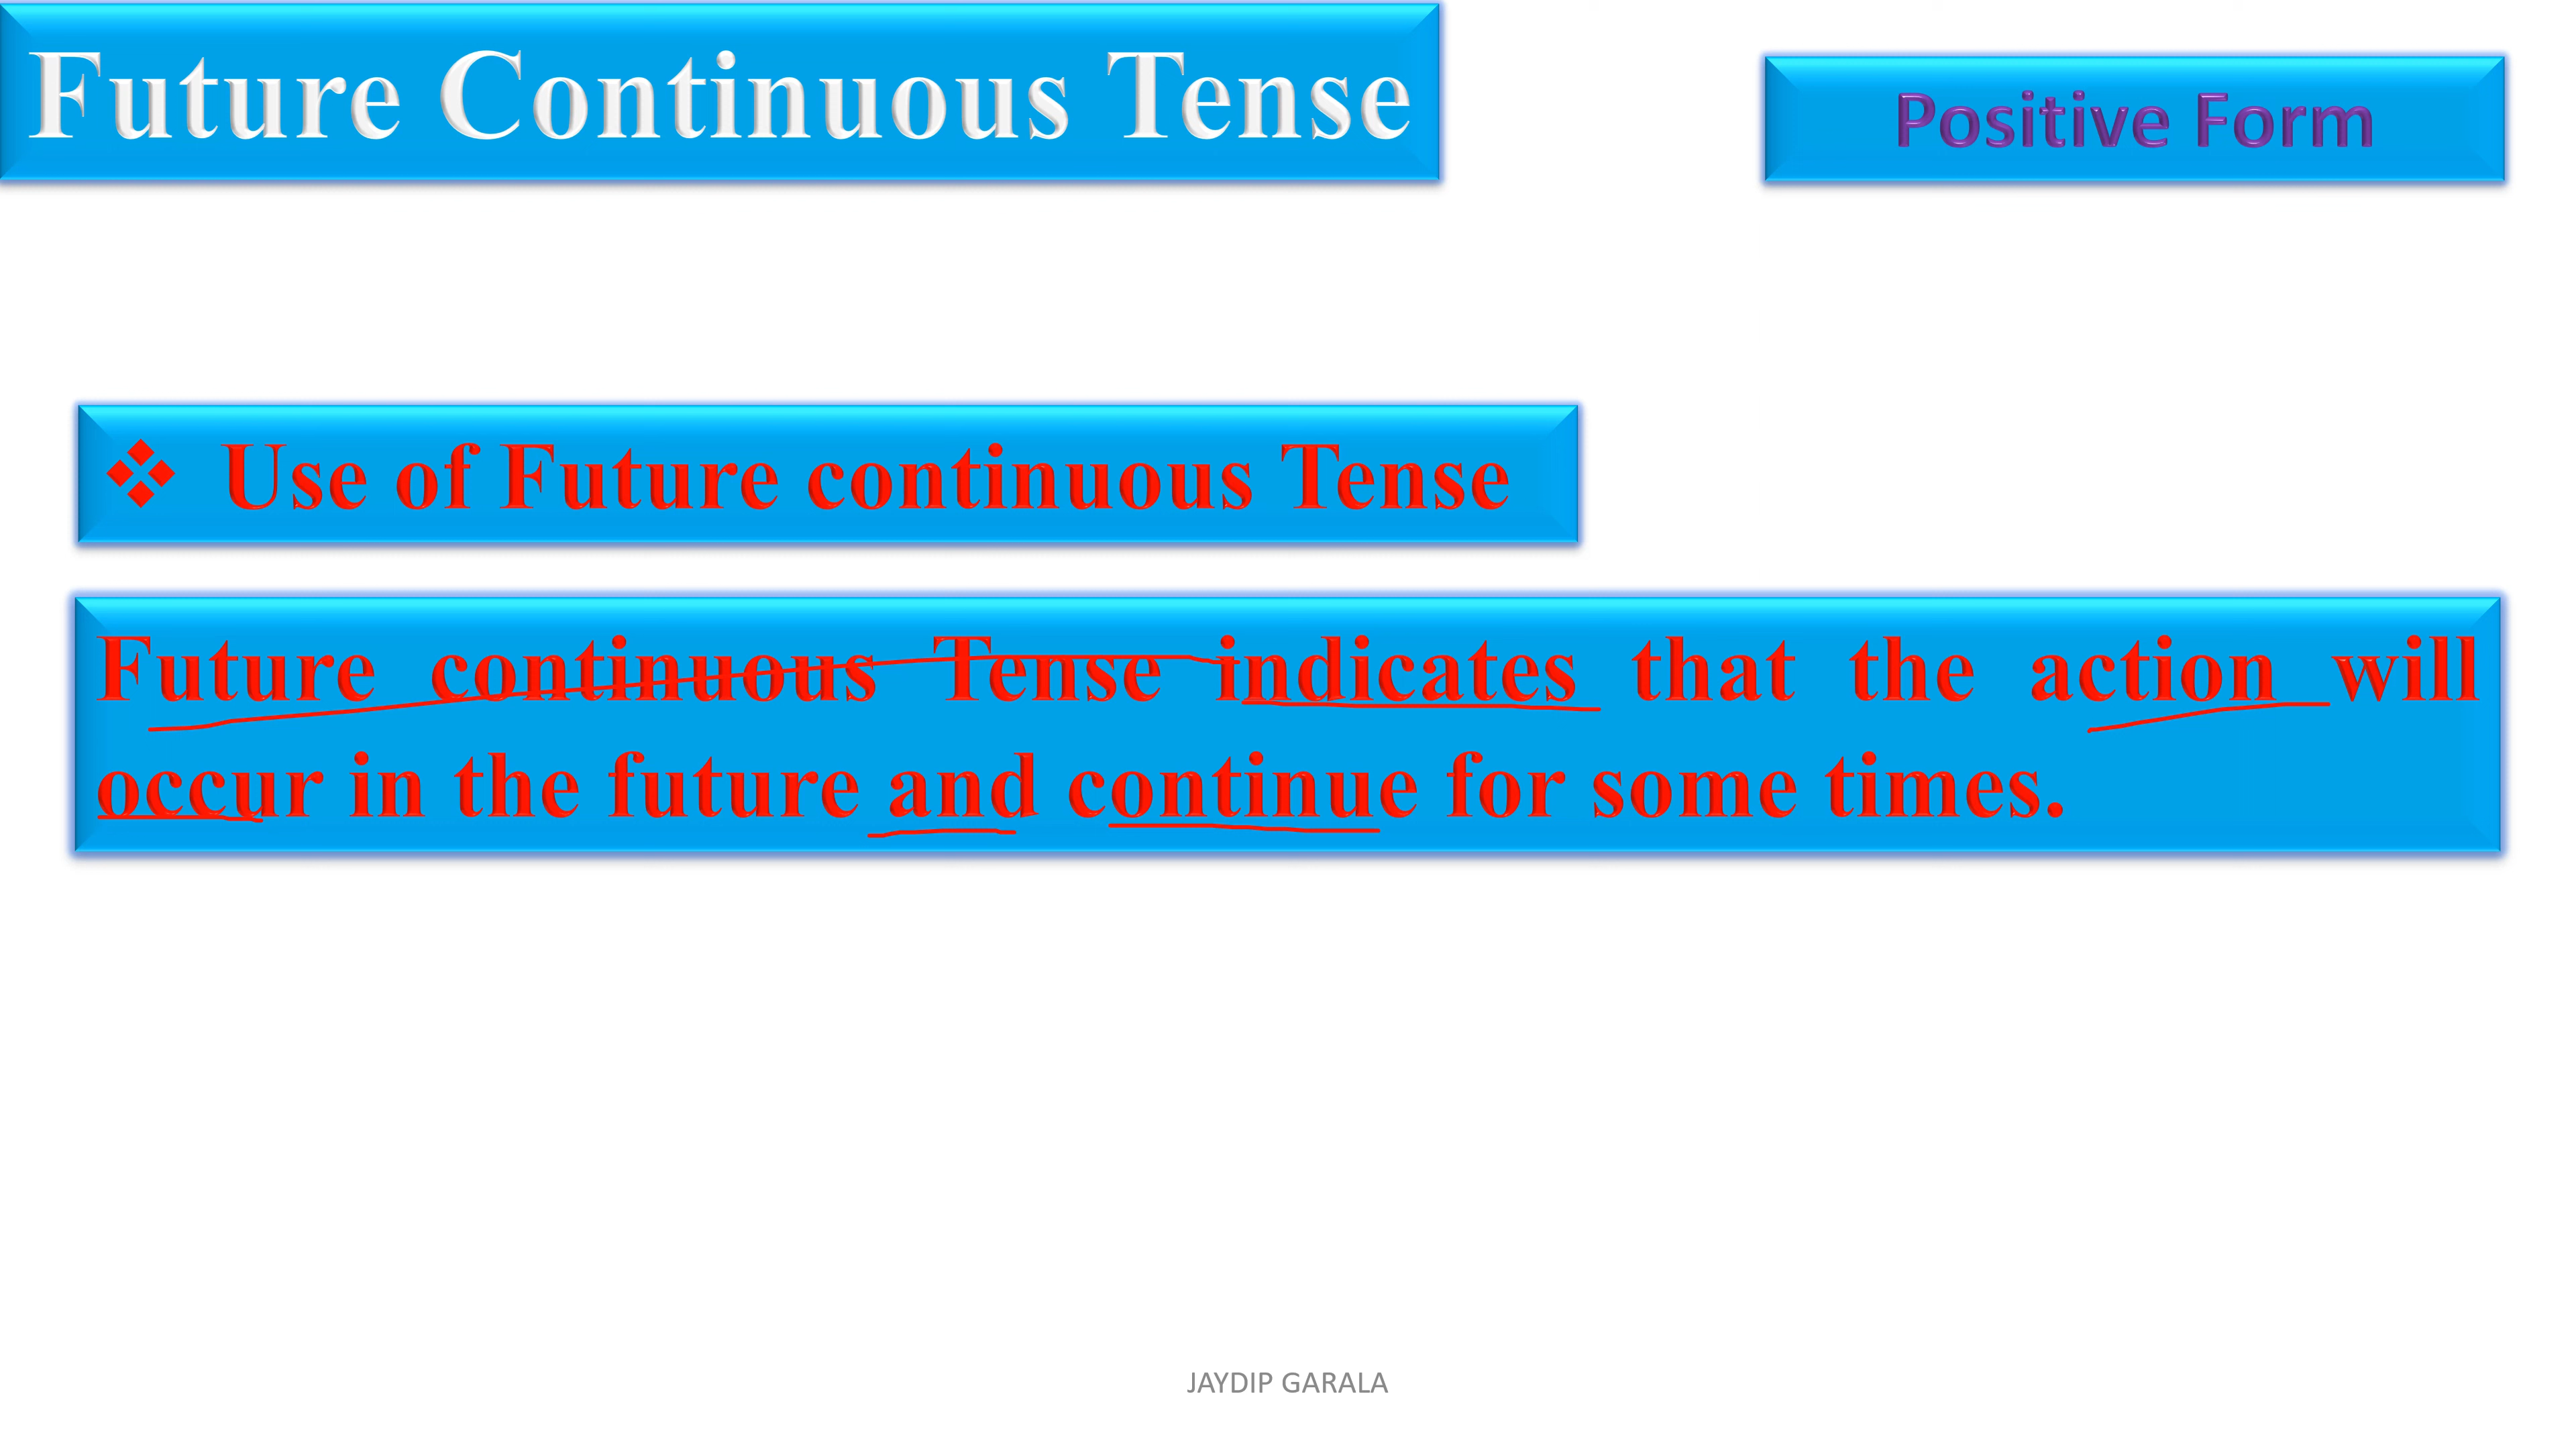 Future Continuous Tense
Positive Form
❖ Use of Future continuous Tense
Future continuous Tense indicates that the action will
occur in the future and continue for some times.
JAYDIP GARALA